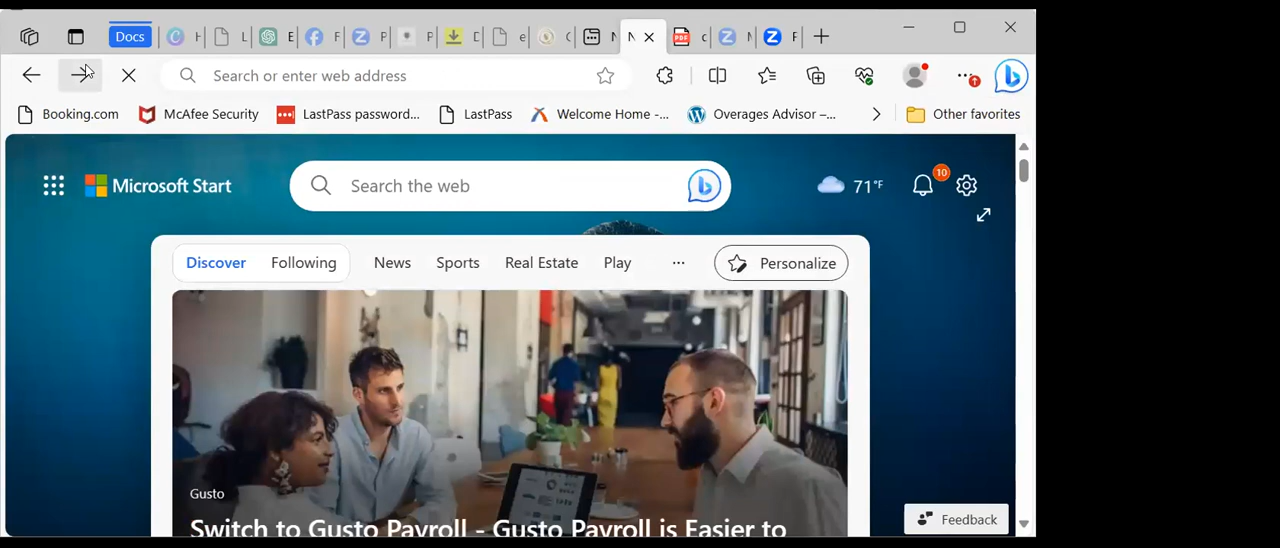 Docs H L E F P P D e C N N c N F
Search or enter web address
Booking.com McAfee Security LastPass password... LastPass Welcome Home -... Overages Advisor –... Other favorites
Microsoft Start Search the web 71°F 10
Discover Following News Sports Real Estate Play ... Personalize
Gusto
Switch to Gusto Payroll - Gusto Payroll is Easier to
Feedback